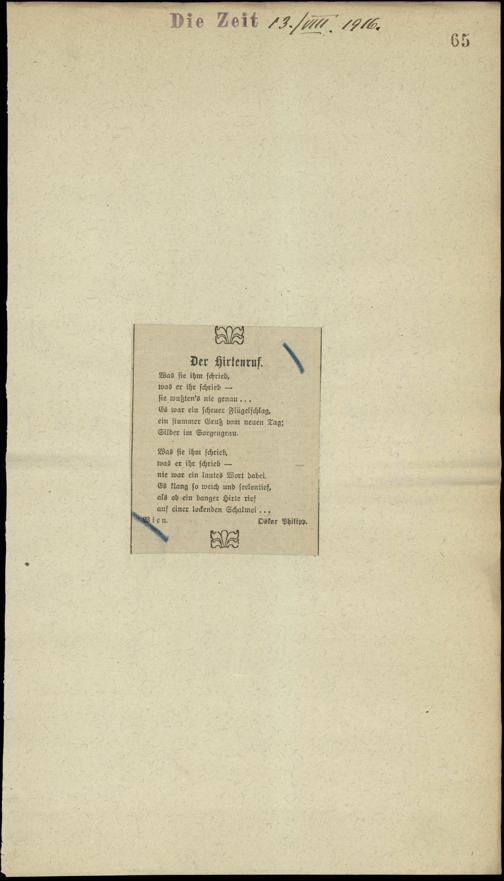 Die Zeit 13./VIII. 1916.
65
Der Hirtenruf.
Was sie ihm schrieb,
was er ihr schrieb —
sie wußten's nie genau ...
Es war ein scheuer Flügelschlag,
ein stummer Gruß vom neuen Tag;
Silber im Sorgengrau.
Was sie ihm schrieb,
was er ihr schrieb —
nie war ein lautes Wort dabei.
Es klang so weich und seelentief,
als ob ein banger Hirte rief
auf einer lockenden Schalmei ...
Wien. Oskar Philipp.